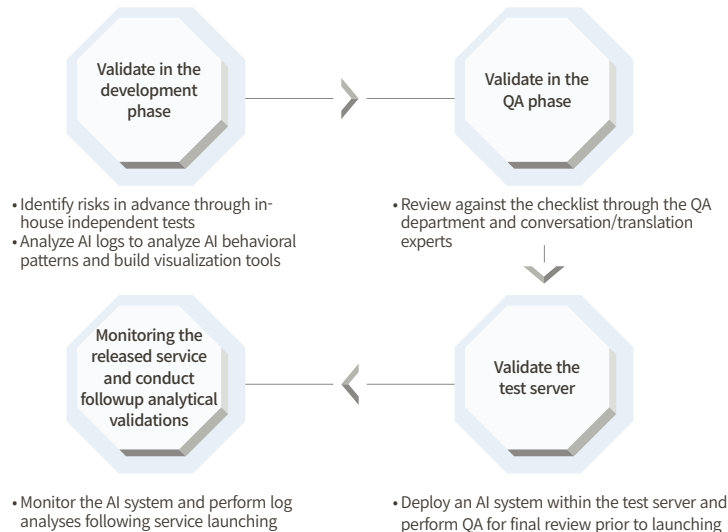 Validate in the
development
phase
Validate in the
QA phase
• Identify risks in advance through in-
house independent tests
• Analyze AI logs to analyze AI behavioral
patterns and build visualization tools
• Review against the checklist through the QA
department and conversation/translation
experts
Monitoring the
released service
and conduct
followup analytical
validations
Validate the
test server
• Monitor the AI system and perform log
analyses following service launching
• Deploy an AI system within the test server and
perform QA for final review prior to launching